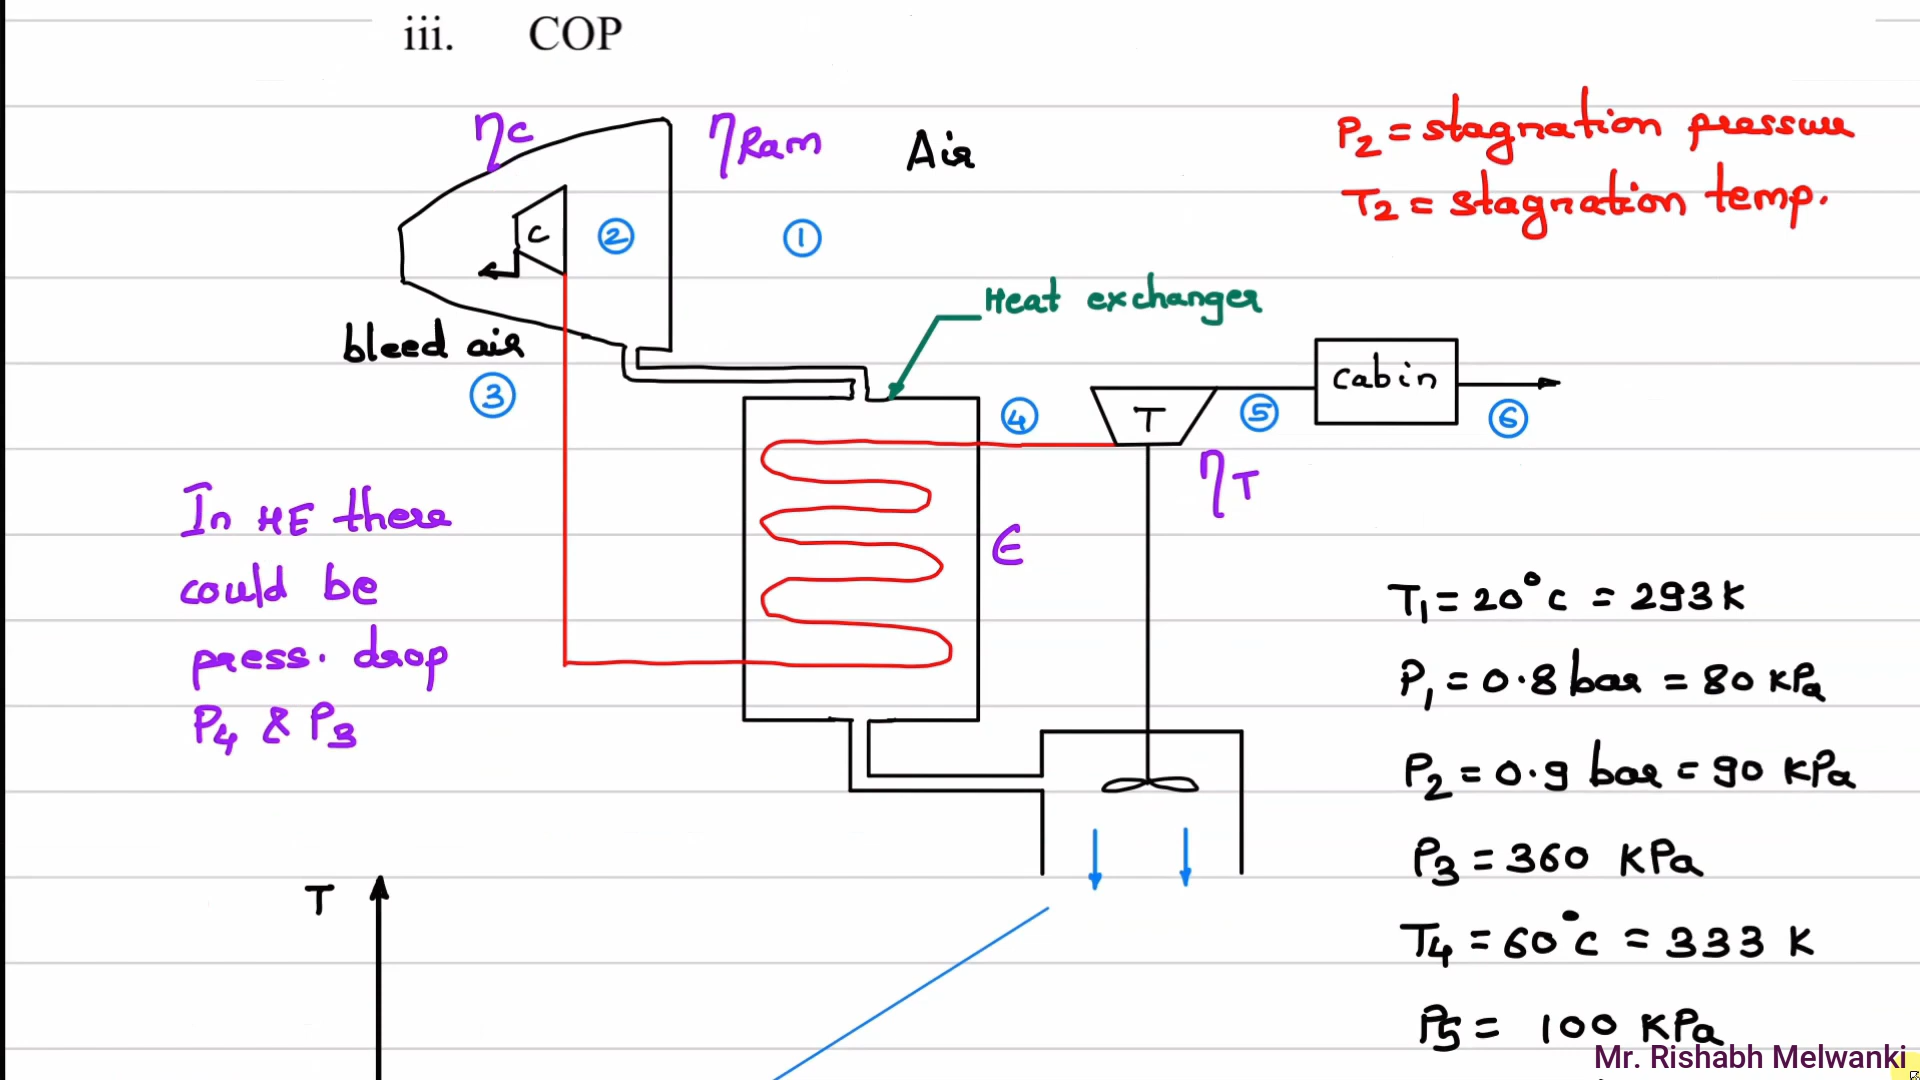 iii. COP
ηc
ηRam
Air
P2 = stagnation pressure
T2 = stagnation temp.
C
2
1
Heat exchanger
bleed air
3
4
T
5
cabin
6
ηT
In HE there
could be
press. drop
P4 & P3
ϵ
T1 = 20°c = 293K
P1 = 0.8 bar = 80 KPa
P2 = 0.9 bar = 90 KPa
P3 = 360 KPa
T4 = 60°c = 333 K
P5 = 100 KPa
T
Mr. Rishabh Melwanki